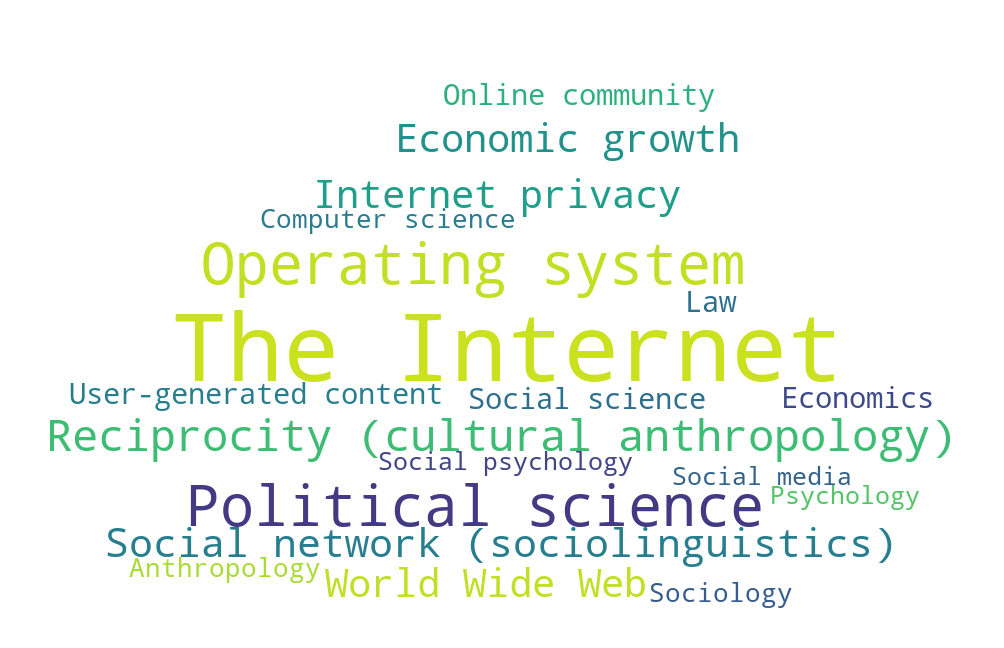 Online community
Economic growth
Internet privacy
Computer science
Operating system
Law
The Internet
User-generated content
Social science
Economics
Reciprocity (cultural anthropology)
Social psychology
Social media
Psychology
Political science
Social network (sociolinguistics)
Anthropology
World Wide Web
Sociology